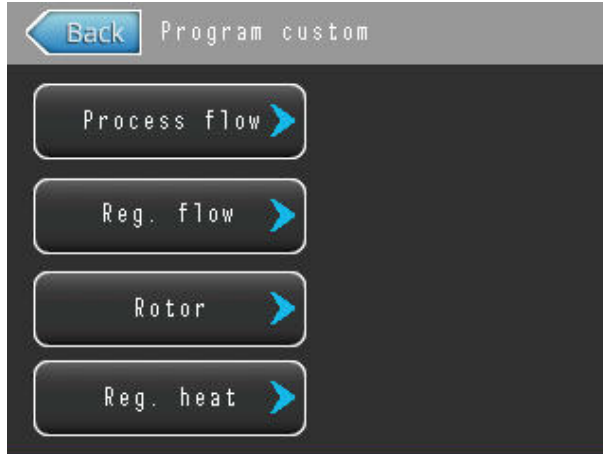 Back Program custom
Process flow
Reg. flow
Rotor
Reg. heat